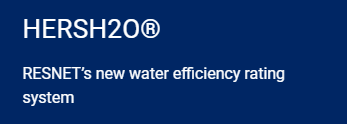 HERSH2O®
RESNET’s new water efficiency rating
system